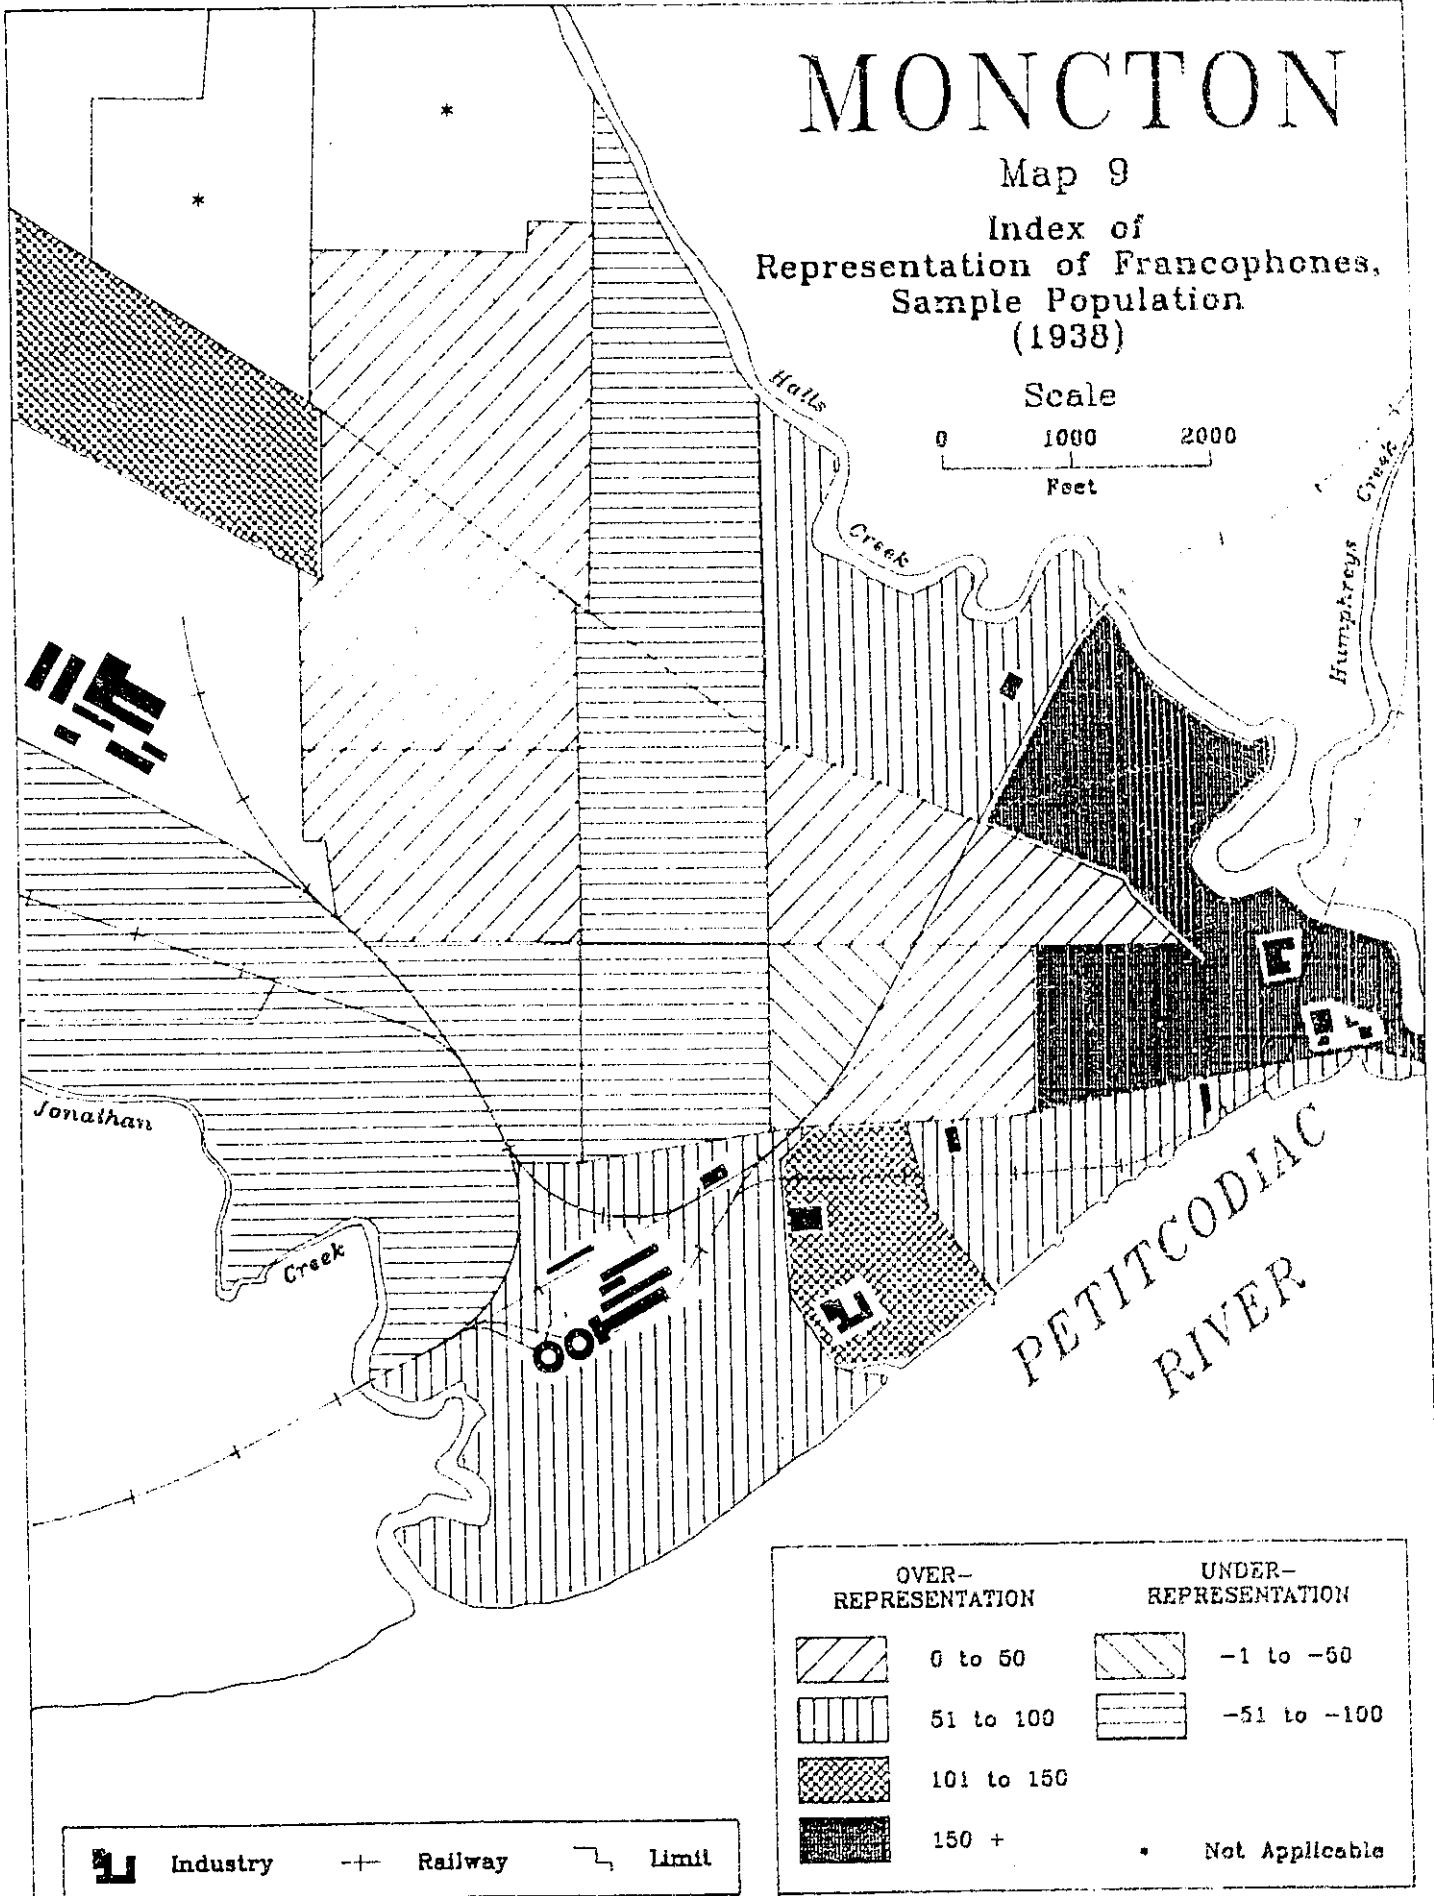 MONCTON
Map 9
Index of
Representation of Francophones,
Sample Population
(1938)
Scale
0 1000 2000
Feet
Halls
Creek
Humphreys
Creek
Jonathan
Creek
PETITCODIAC
RIVER
OVER-
REPRESENTATION
0 to 50
51 to 100
101 to 150
150 +
UNDER-
REPRESENTATION
-1 to -50
-51 to -100
* Not Applicable
Industry
Railway
Limit